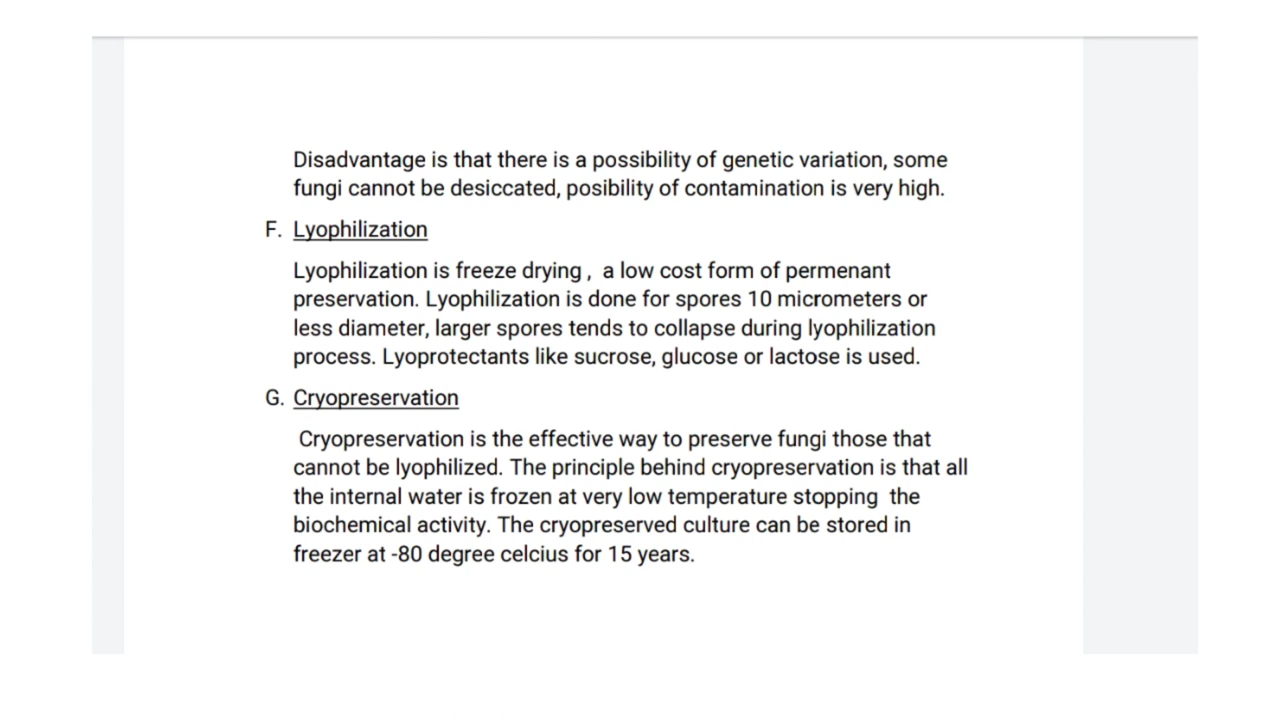 Disadvantage is that there is a possibility of genetic variation, some
fungi cannot be desiccated, posibility of contamination is very high.
F. Lyophilization
Lyophilization is freeze drying ,  a low cost form of permenant
preservation. Lyophilization is done for spores 10 micrometers or
less diameter, larger spores tends to collapse during lyophilization
process. Lyoprotectants like sucrose, glucose or lactose is used.
G. Cryopreservation
Cryopreservation is the effective way to preserve fungi those that
cannot be lyophilized. The principle behind cryopreservation is that all
the internal water is frozen at very low temperature stopping  the
biochemical activity. The cryopreserved culture can be stored in
freezer at -80 degree celcius for 15 years.